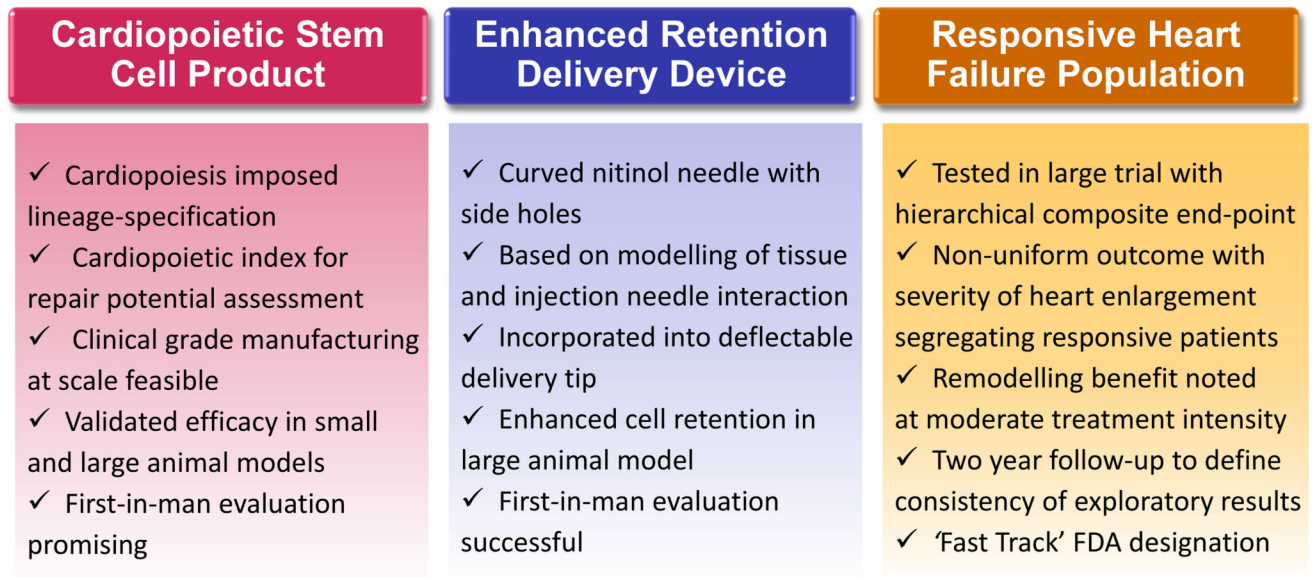 Cardiopoietic Stem
Cell Product
✓ Cardiopoiesis imposed
lineage-specification
✓ Cardiopoietic index for
repair potential assessment
✓ Clinical grade manufacturing
at scale feasible
✓ Validated efficacy in small
and large animal models
✓ First-in-man evaluation
promising
Enhanced Retention
Delivery Device
✓ Curved nitinol needle with
side holes
✓ Based on modelling of tissue
and injection needle interaction
✓ Incorporated into deflectable
delivery tip
✓ Enhanced cell retention in
large animal model
✓ First-in-man evaluation
successful
Responsive Heart
Failure Population
✓ Tested in large trial with
hierarchical composite end-point
✓ Non-uniform outcome with
severity of heart enlargement
segregating responsive patients
✓ Remodelling benefit noted
at moderate treatment intensity
✓ Two year follow-up to define
consistency of exploratory results
✓ ‘Fast Track’ FDA designation